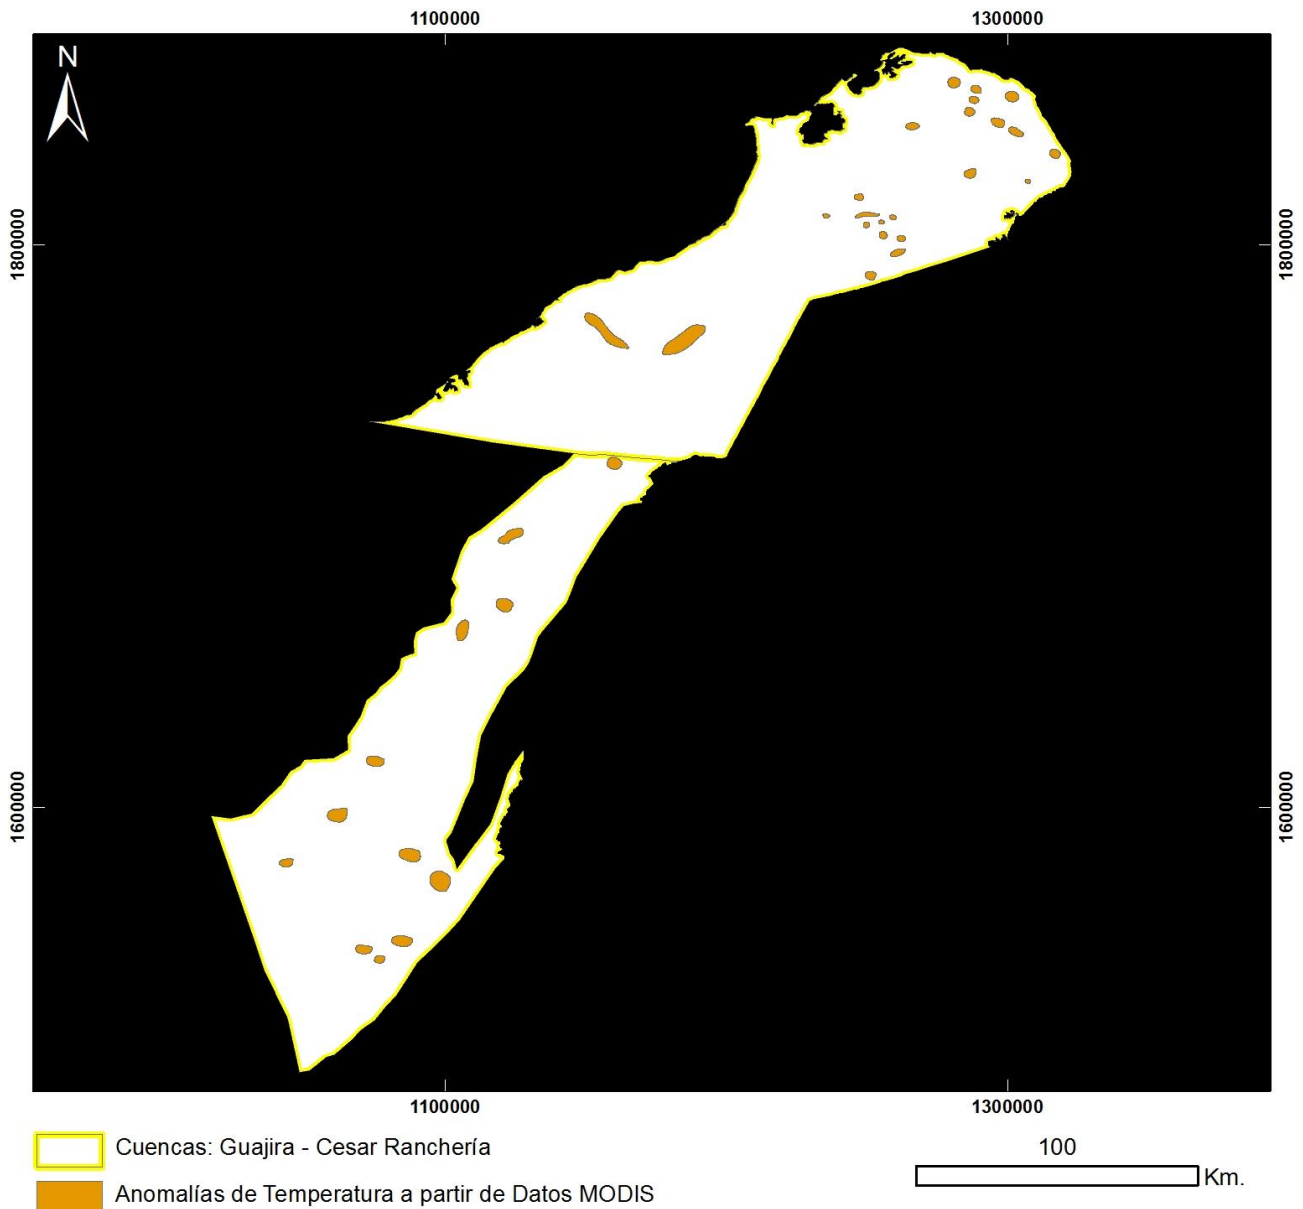 1100000 1300000
N
1800000 1800000
1600000 1600000
1100000 1300000
Cuencas: Guajira - Cesar Ranchería
100
Km.
Anomalías de Temperatura a partir de Datos MODIS